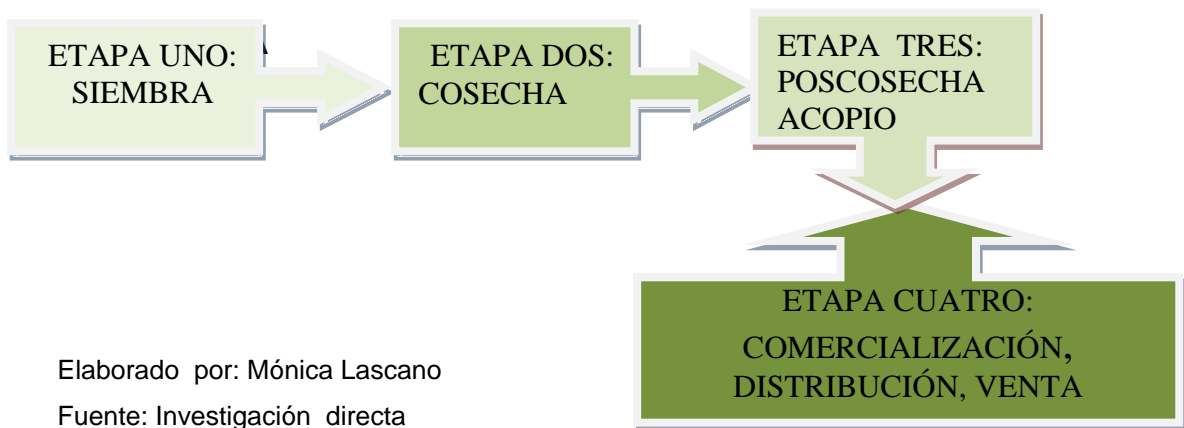 ETAPA UNO:
SIEMBRA
ETAPA DOS:
COSECHA
ETAPA TRES:
POSCOSECHA
ACOPIO
ETAPA CUATRO:
COMERCIALIZACIÓN,
DISTRIBUCIÓN, VENTA
Elaborado por: Mónica Lascano
Fuente: Investigación directa